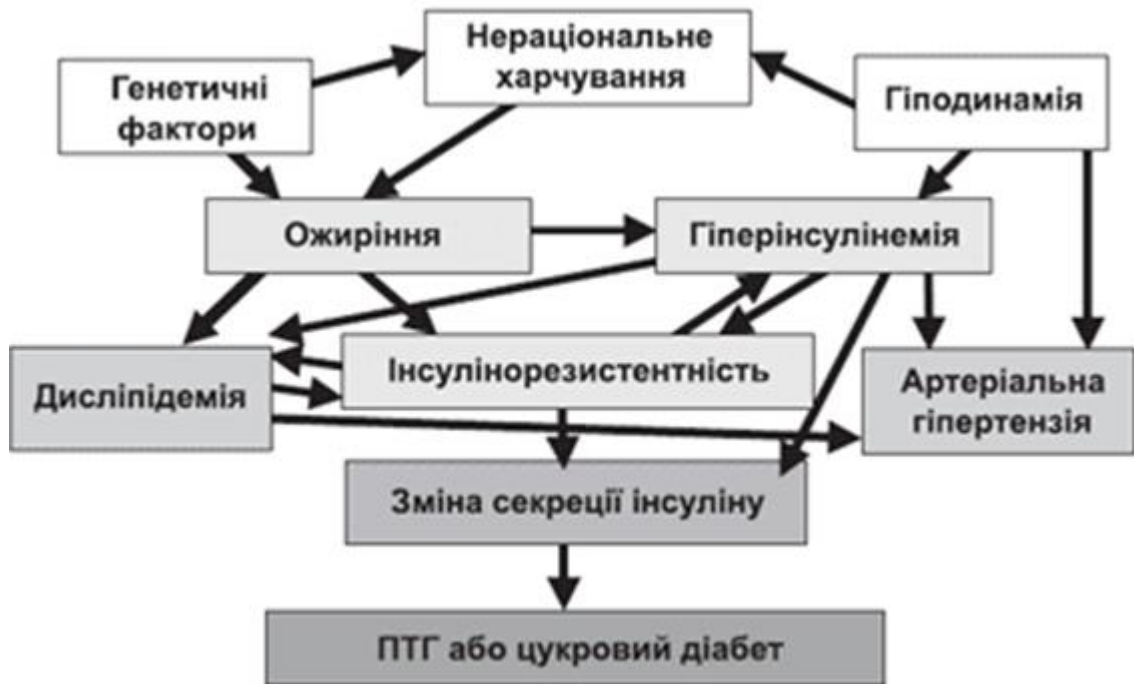 Нераціональне
харчування
Генетичні
фактори
Гіподинамія
Ожиріння
Гіперінсулінемія
Дисліпідемія
Інсулінорезистентність
Артеріальна
гіпертензія
Зміна секреції інсуліну
ПТГ або цукровий діабет